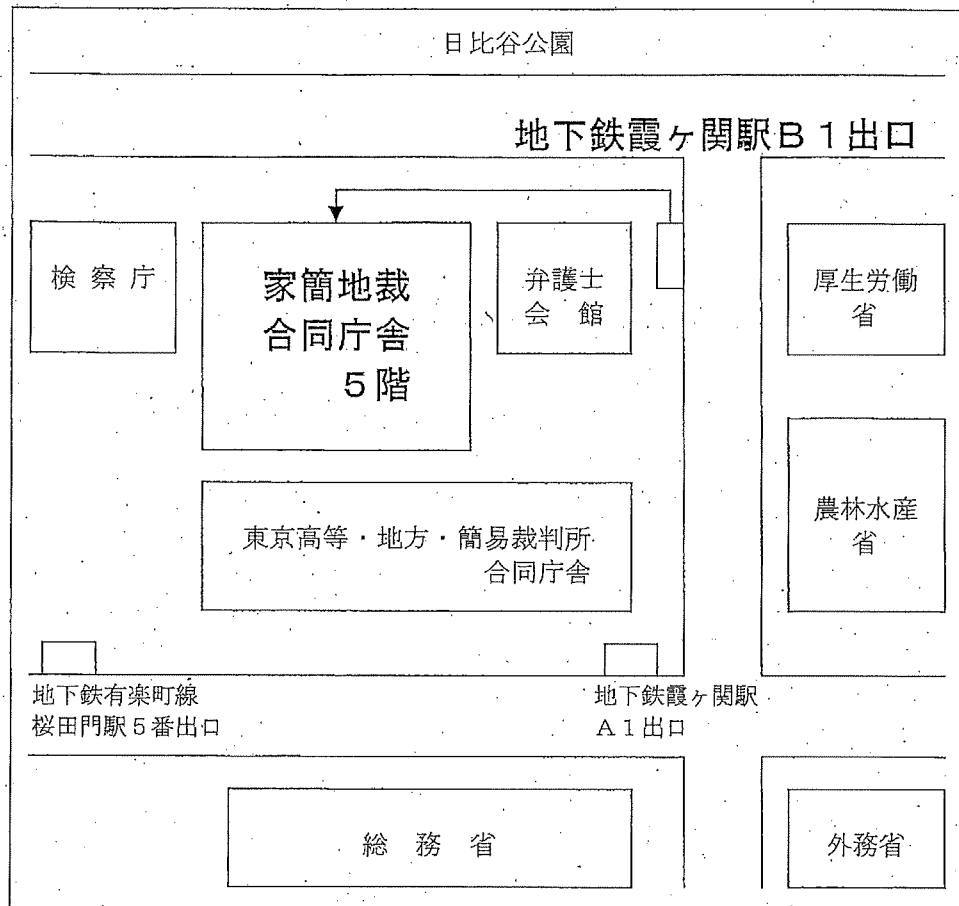 日比谷公園
地下鉄霞ヶ関駅B1出口
検察庁
家簡地裁
合同庁舎
5階
弁護士
会館
厚生労働
省
東京高等・地方・簡易裁判所
合同庁舎
農林水産
省
地下鉄有楽町線
桜田門駅5番出口
地下鉄霞ヶ関駅
A1出口
総務省
外務省